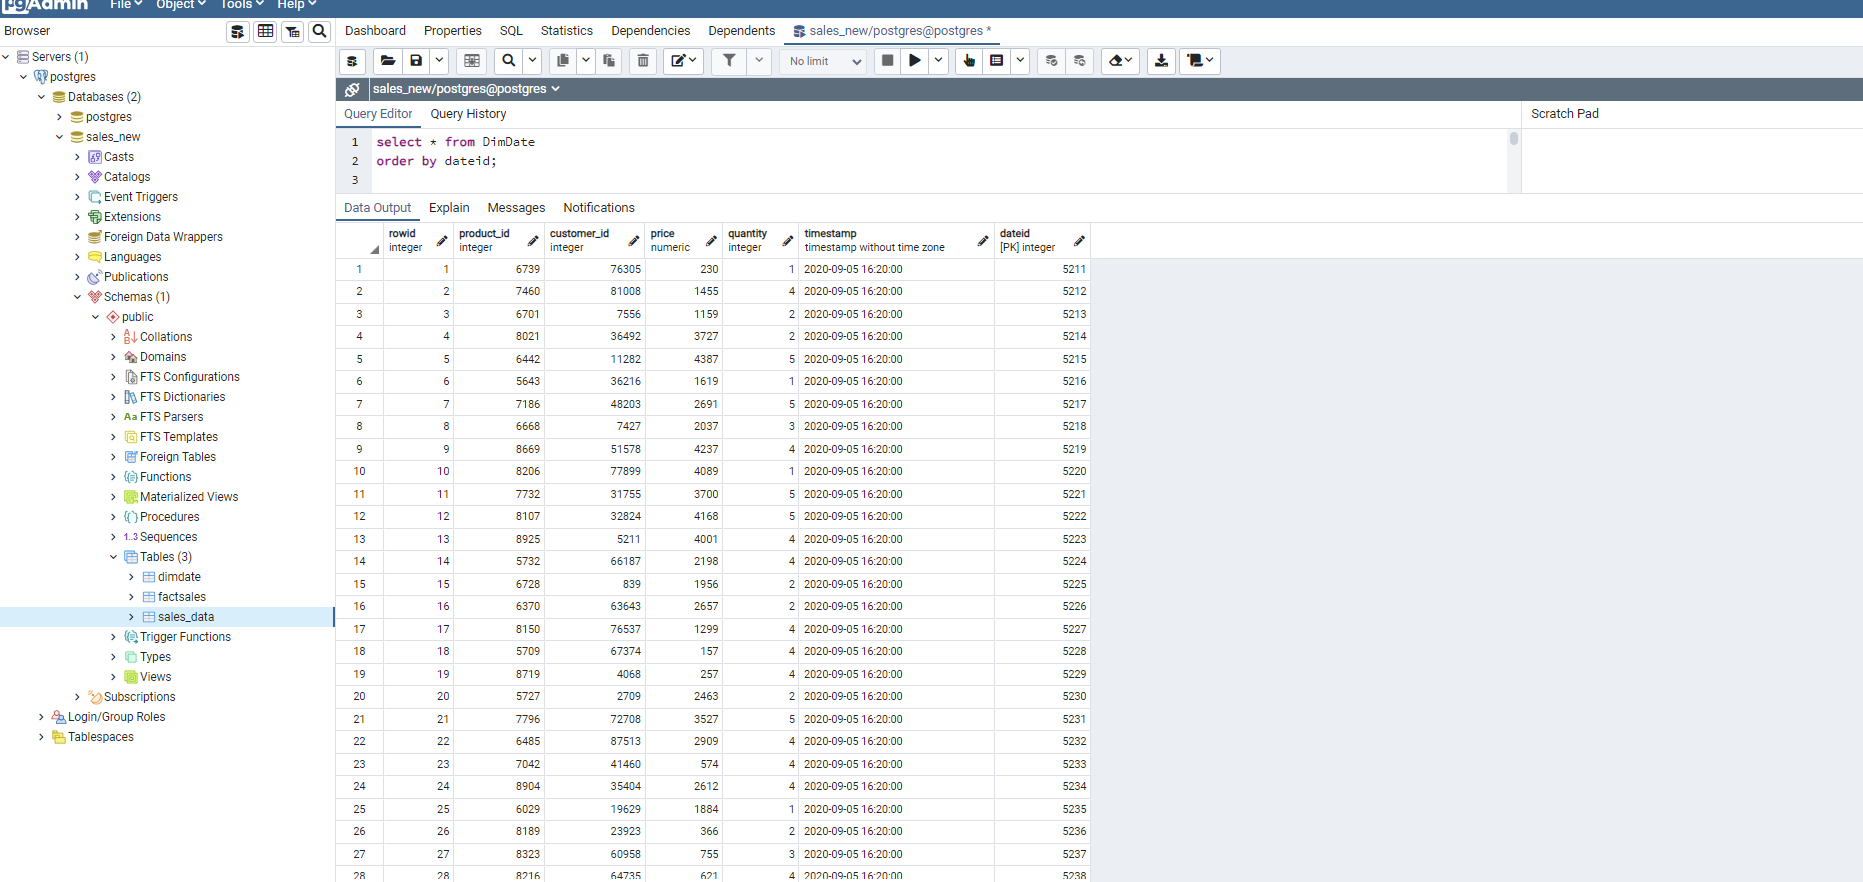 pgAdmin File Object Tools Help
Browser
Dashboard Properties SQL Statistics Dependencies Dependents sales_new/postgres@postgres *
Servers (1)
postgres
Databases (2)
postgres
sales_new
Casts
Catalogs
Event Triggers
Extensions
Foreign Data Wrappers
Languages
Publications
Schemas (1)
public
Collations
Domains
FTS Configurations
FTS Dictionaries
Aa FTS Parsers
FTS Templates
Foreign Tables
Functions
Materialized Views
Procedures
1..3 Sequences
Tables (3)
dimdate
factsales
sales_data
Trigger Functions
Types
Views
Subscriptions
Login/Group Roles
Tablespaces
No limit
sales_new/postgres@postgres
Query Editor Query History
Scratch Pad
1 select * from DimDate
2 order by dateid;
3
Data Output Explain Messages Notifications
rowid product_id customer_id price quantity timestamp dateid
integer integer integer numeric integer timestamp without time zone [PK] integer
1 1 6739 76305 230 1 2020-09-05 16:20:00 5211
2 2 7460 81008 1455 4 2020-09-05 16:20:00 5212
3 3 6701 7556 1159 2 2020-09-05 16:20:00 5213
4 4 8021 36492 3727 2 2020-09-05 16:20:00 5214
5 5 6442 11282 4387 5 2020-09-05 16:20:00 5215
6 6 5643 36216 1619 1 2020-09-05 16:20:00 5216
7 7 7186 48203 2691 5 2020-09-05 16:20:00 5217
8 8 6668 7427 2037 3 2020-09-05 16:20:00 5218
9 9 8669 51578 4237 4 2020-09-05 16:20:00 5219
10 10 8206 77899 4089 1 2020-09-05 16:20:00 5220
11 11 7732 31755 3700 5 2020-09-05 16:20:00 5221
12 12 8107 32824 4168 5 2020-09-05 16:20:00 5222
13 13 8925 5211 4001 4 2020-09-05 16:20:00 5223
14 14 5732 66187 2198 4 2020-09-05 16:20:00 5224
15 15 6728 839 1956 2 2020-09-05 16:20:00 5225
16 16 6370 63643 2657 2 2020-09-05 16:20:00 5226
17 17 8150 76537 1299 4 2020-09-05 16:20:00 5227
18 18 5709 67374 157 4 2020-09-05 16:20:00 5228
19 19 8719 4068 257 4 2020-09-05 16:20:00 5229
20 20 5727 2709 2463 2 2020-09-05 16:20:00 5230
21 21 7796 72708 3527 5 2020-09-05 16:20:00 5231
22 22 6485 87513 2909 4 2020-09-05 16:20:00 5232
23 23 7042 41460 574 4 2020-09-05 16:20:00 5233
24 24 8904 35404 2612 4 2020-09-05 16:20:00 5234
25 25 6029 19629 1884 1 2020-09-05 16:20:00 5235
26 26 8189 23923 366 2 2020-09-05 16:20:00 5236
27 27 8323 60958 755 3 2020-09-05 16:20:00 5237
28 28 8216 64735 621 4 2020-09-05 16:20:00 5238